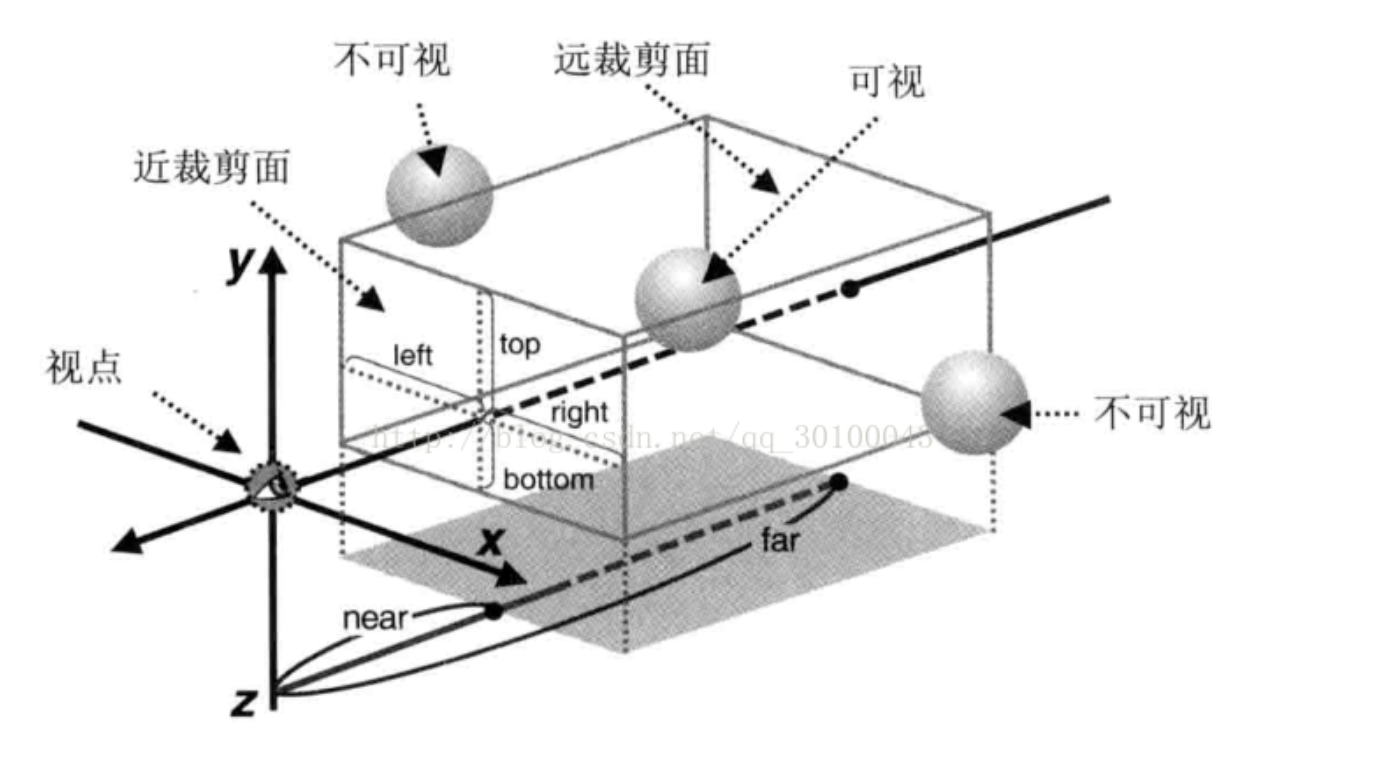 不可视
远裁剪面
可视
近裁剪面
y
left
top
视点
right
不可视
http://blog.csdn.net/qq_30100043
bottom
x
far
near
z